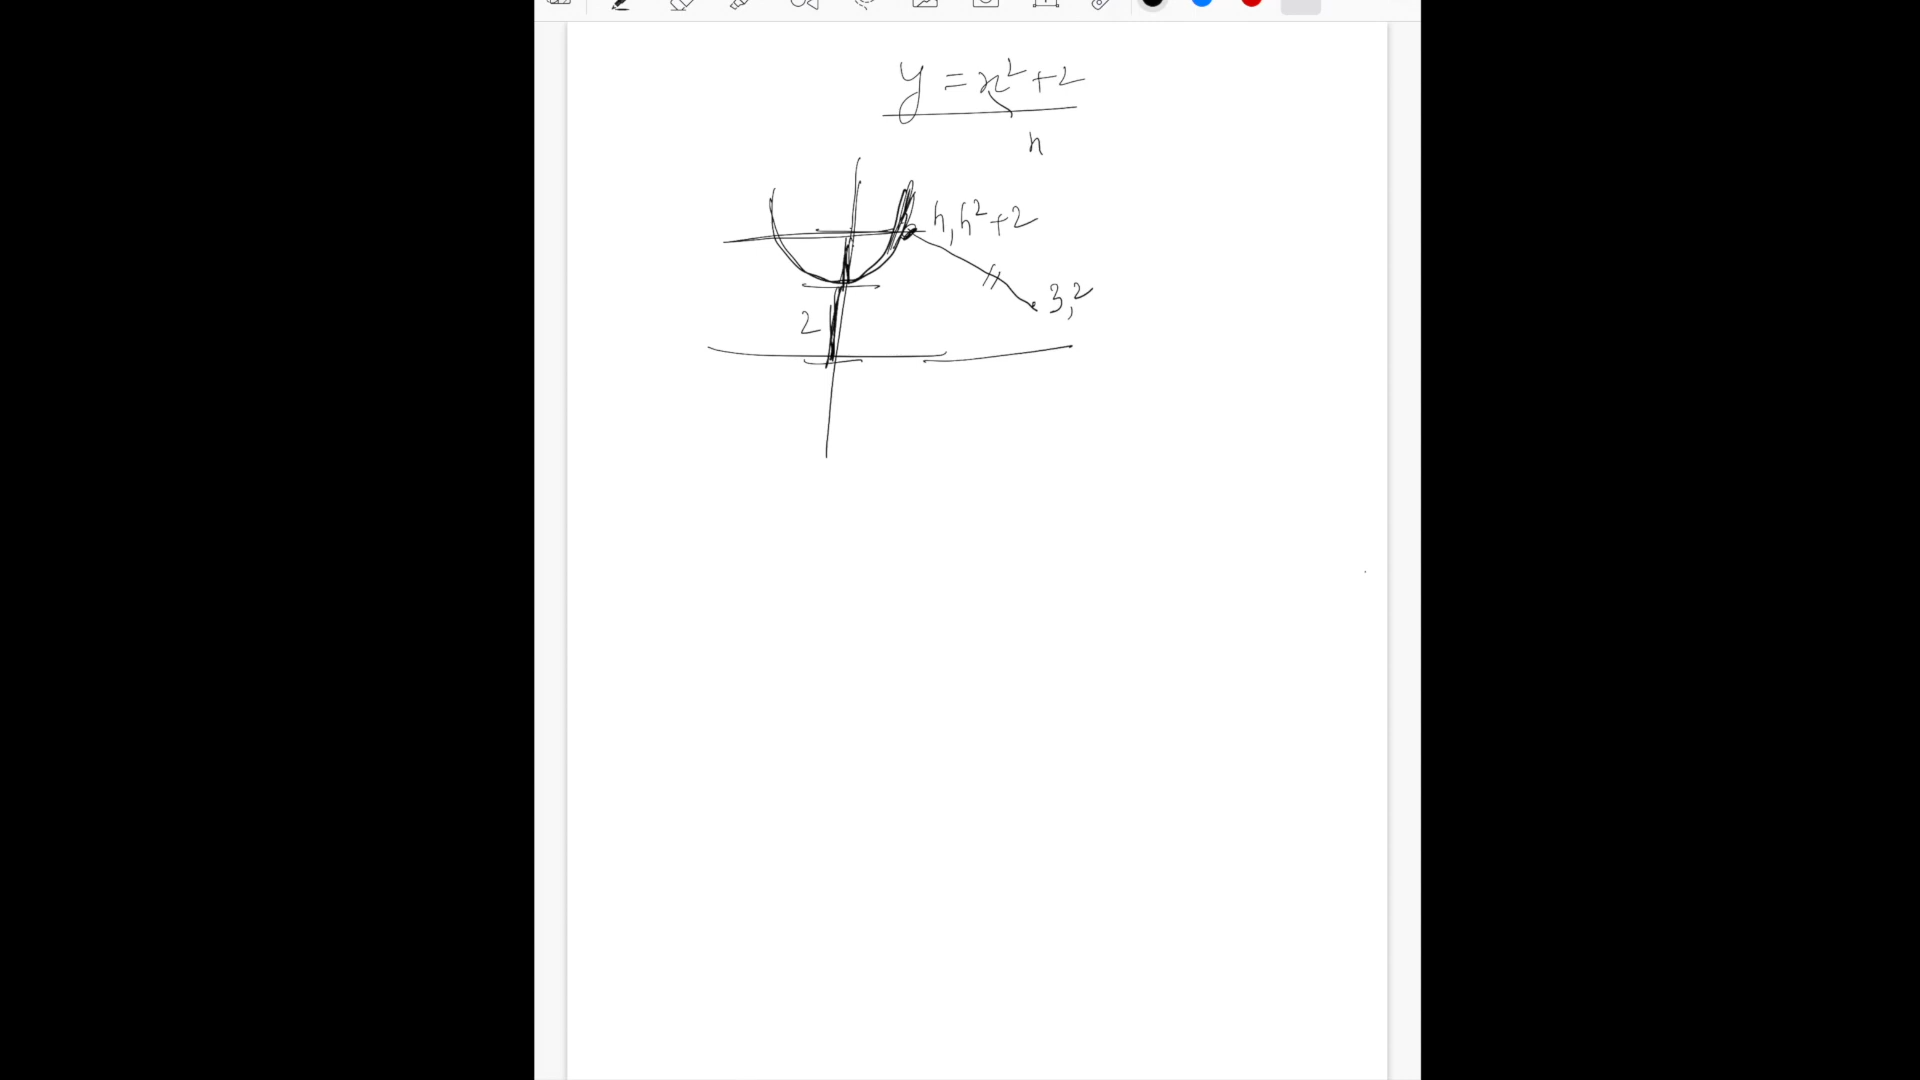 y = x² + 2
h
h, h² + 2
3, 2
2